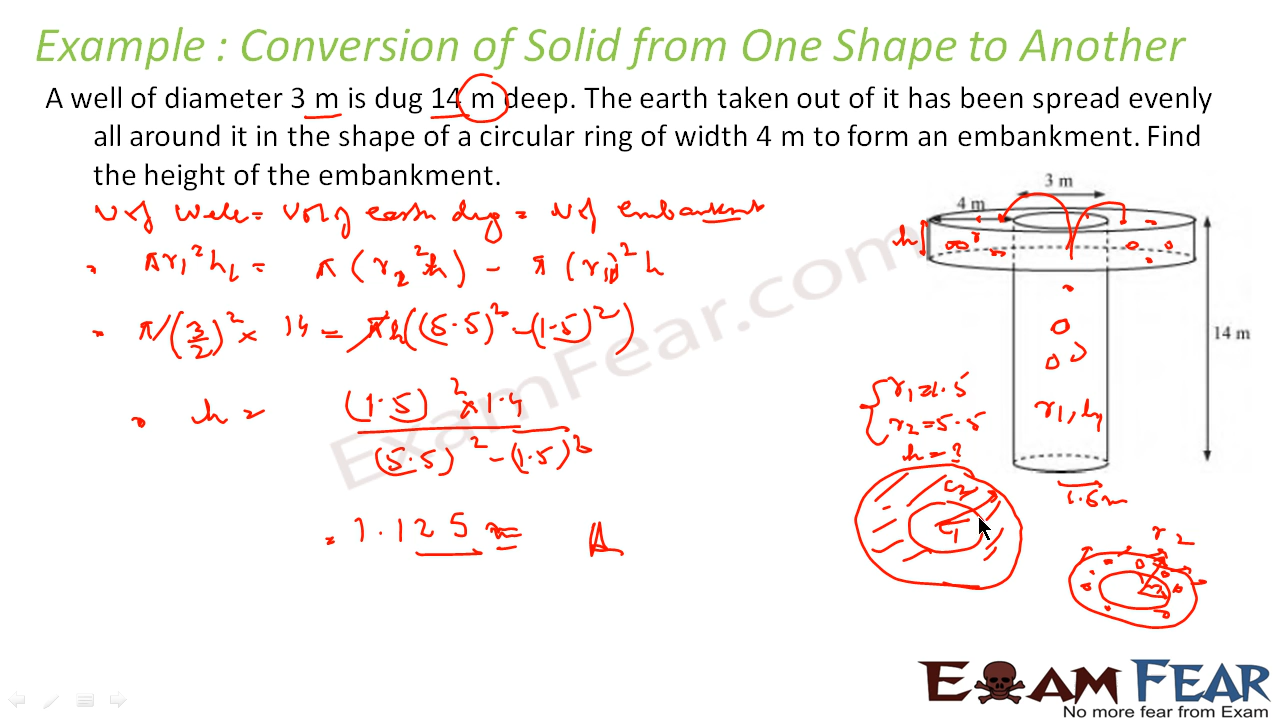 Example : Conversion of Solid from One Shape to Another
A well of diameter 3 m is dug 14 m deep. The earth taken out of it has been spread evenly
all around it in the shape of a circular ring of width 4 m to form an embankment. Find
the height of the embankment.
V of Well = Vol of earth dug = V of embankment
πr₁²h₁ = π(r₂²h) - π(r₁)²h
= π(3/2)² × 14 = πh((5.5)² - (1.5)²)
h = (1.5)² × 14 / (5.5)² - (1.5)²
= 1.125 m
3 m
4 m
h
r
14 m
r₁, h₁
1.5m
r₁ = 1.5
r₂ = 5.5
h = ?
r₂
ExamFear.com
EXAM FEAR
No more fear from Exam